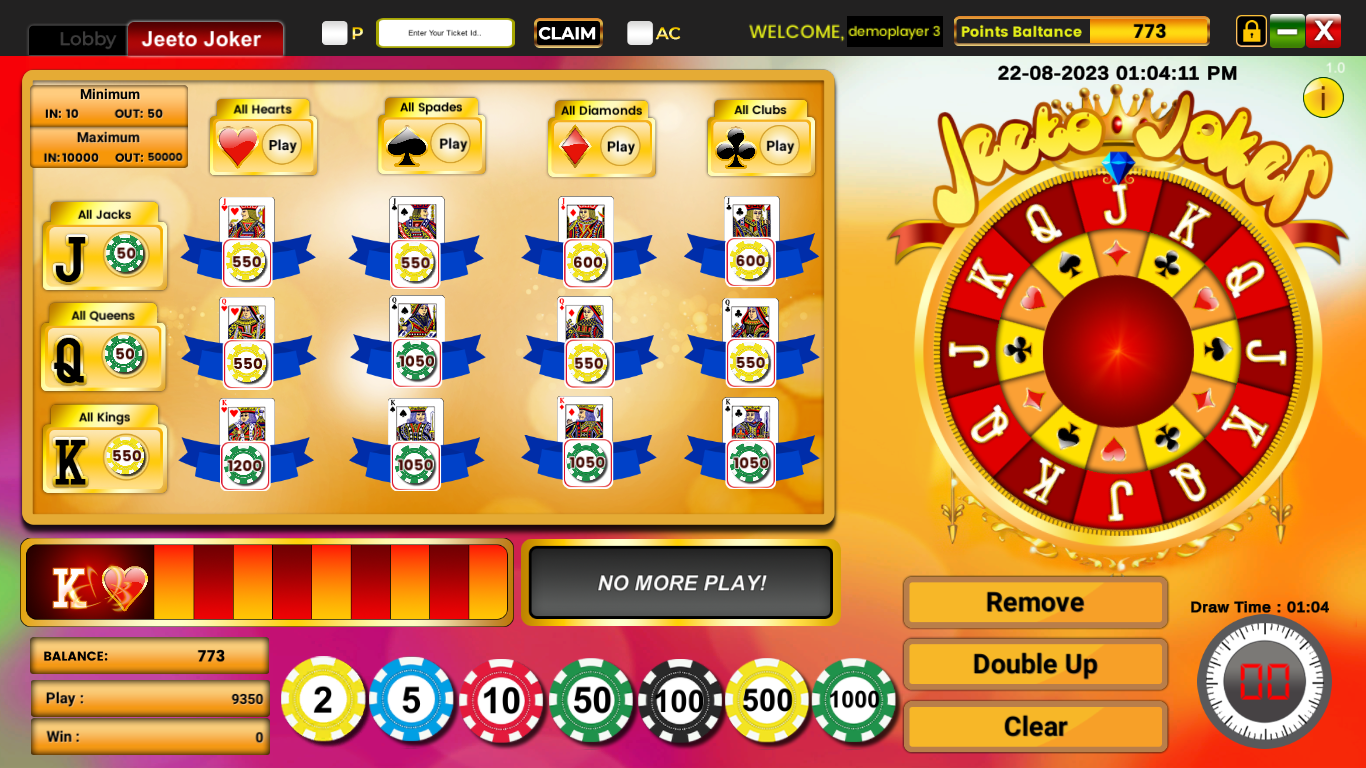 Lobby
Jeeto Joker
P
Enter Your Ticket Id..
CLAIM
AC
WELCOME, demoplayer 3
Points Baltance 773
X
22-08-2023 01:04:11 PM
1.0
i
Minimum
IN: 10 OUT: 50
Maximum
IN:10000 OUT: 50000
All Hearts
Play
All Spades
Play
All Diamonds
Play
All Clubs
Play
Jeeto Joker
All Jacks
J 50
J J J J
550 550 600 600
All Queens
Q 50
Q Q Q Q
550 1050 550 550
All Kings
K 550
K K K K
1200 1050 1050 1050
J K Q J K Q J K Q J K Q
K
NO MORE PLAY!
BALANCE: 773
Play : 9350
Win : 0
2 5 10 50 100 500 1000
Remove
Double Up
Clear
Draw Time : 01:04
00